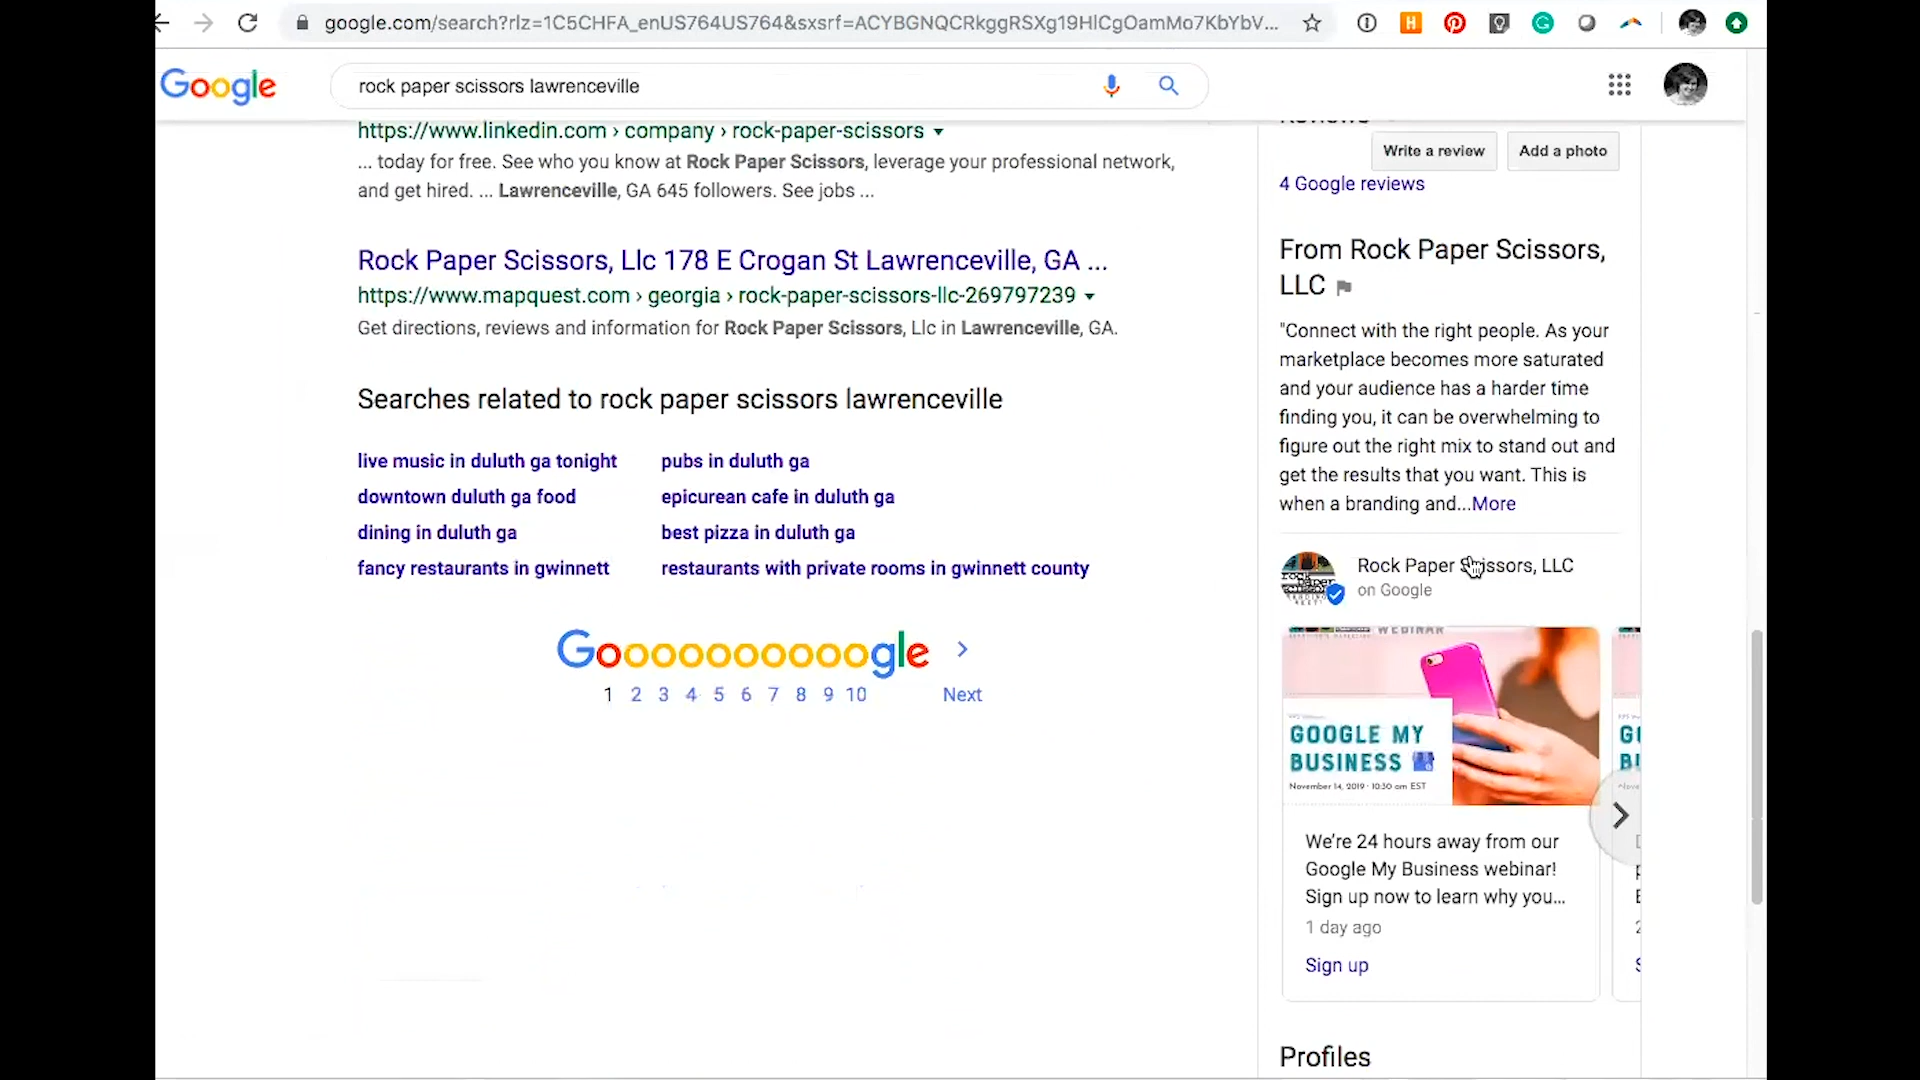 google.com/search?rlz=1C5CHFA_enUS764US764&sxsrf=ACYBGNQCRkggRSXg19HlCgOamMo7KbYbV...
Google
rock paper scissors lawrenceville
https://www.linkedin.com › company › rock-paper-scissors
... today for free. See who you know at Rock Paper Scissors, leverage your professional network,
and get hired. ... Lawrenceville, GA 645 followers. See jobs ...
Rock Paper Scissors, Llc 178 E Crogan St Lawrenceville, GA ...
https://www.mapquest.com › georgia › rock-paper-scissors-llc-269797239
Get directions, reviews and information for Rock Paper Scissors, Llc in Lawrenceville, GA.
Searches related to rock paper scissors lawrenceville
live music in duluth ga tonight
downtown duluth ga food
dining in duluth ga
fancy restaurants in gwinnett
pubs in duluth ga
epicurean cafe in duluth ga
best pizza in duluth ga
restaurants with private rooms in gwinnett county
Goooooooooogle
1 2 3 4 5 6 7 8 9 10 Next
Reviews
Write a review
Add a photo
4 Google reviews
From Rock Paper Scissors,
LLC
"Connect with the right people. As your
marketplace becomes more saturated
and your audience has a harder time
finding you, it can be overwhelming to
figure out the right mix to stand out and
get the results that you want. This is
when a branding and...More
Rock Paper Scissors, LLC
on Google
WEBINAR
GOOGLE MY
BUSINESS
November 14, 2019 · 10:30 am EST
We're 24 hours away from our
Google My Business webinar!
Sign up now to learn why you...
1 day ago
Sign up
Profiles